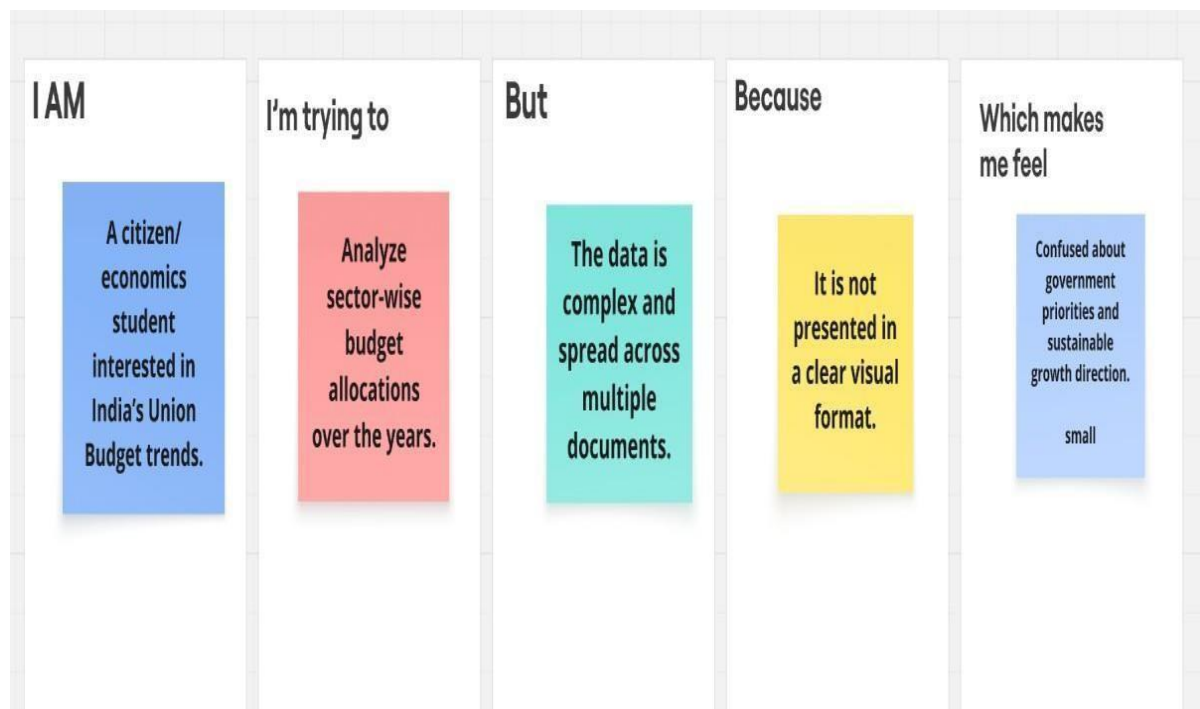 I AM
A citizen/
economics
student
interested in
India's Union
Budget trends.
I'm trying to
Analyze
sector-wise
budget
allocations
over the years.
But
The data is
complex and
spread across
multiple
documents.
Because
It is not
presented in
a clear visual
format.
Which makes
me feel
Confused about
government
priorities and
sustainable
growth direction.
small